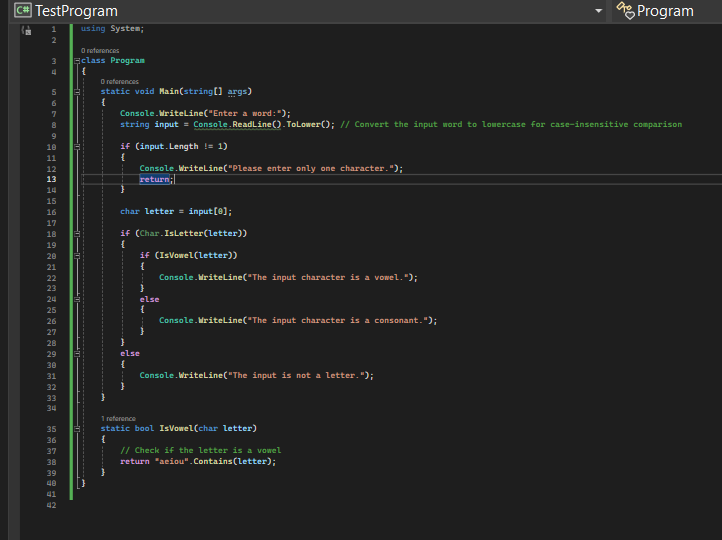 C# TestProgram
Program
1 using System;
2
0 references
3 class Program
4 {
0 references
5 static void Main(string[] args)
6 {
7 Console.WriteLine("Enter a word:");
8 string input = Console.ReadLine().ToLower(); // Convert the input word to lowercase for case-insensitive comparison
9
10 if (input.Length != 1)
11 {
12 Console.WriteLine("Please enter only one character.");
13 return;
14 }
15
16 char letter = input[0];
17
18 if (Char.IsLetter(letter))
19 {
20 if (IsVowel(letter))
21 {
22 Console.WriteLine("The input character is a vowel.");
23 }
24 else
25 {
26 Console.WriteLine("The input character is a consonant.");
27 }
28 }
29 else
30 {
31 Console.WriteLine("The input is not a letter.");
32 }
33 }
34
1 reference
35 static bool IsVowel(char letter)
36 {
37 // Check if the letter is a vowel
38 return "aeiou".Contains(letter);
39 }
40 }
41
42